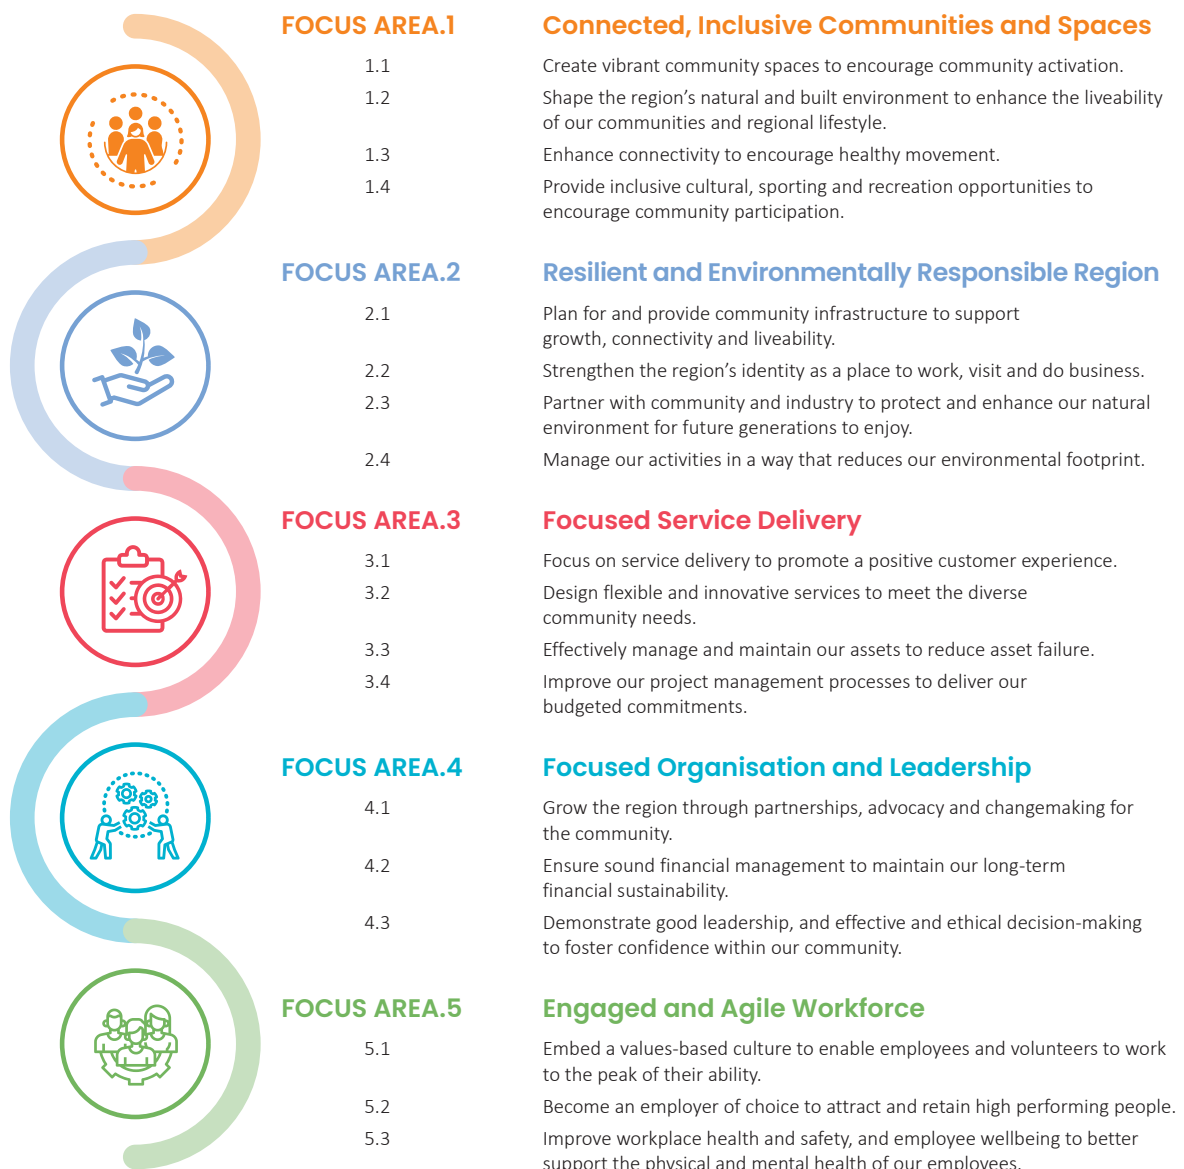 FOCUS AREA.1 Connected, Inclusive Communities and Spaces
1.1 Create vibrant community spaces to encourage community activation.
1.2 Shape the region’s natural and built environment to enhance the liveability
of our communities and regional lifestyle.
1.3 Enhance connectivity to encourage healthy movement.
1.4 Provide inclusive cultural, sporting and recreation opportunities to
encourage community participation.
FOCUS AREA.2 Resilient and Environmentally Responsible Region
2.1 Plan for and provide community infrastructure to support
growth, connectivity and liveability.
2.2 Strengthen the region’s identity as a place to work, visit and do business.
2.3 Partner with community and industry to protect and enhance our natural
environment for future generations to enjoy.
2.4 Manage our activities in a way that reduces our environmental footprint.
FOCUS AREA.3 Focused Service Delivery
3.1 Focus on service delivery to promote a positive customer experience.
3.2 Design flexible and innovative services to meet the diverse
community needs.
3.3 Effectively manage and maintain our assets to reduce asset failure.
3.4 Improve our project management processes to deliver our
budgeted commitments.
FOCUS AREA.4 Focused Organisation and Leadership
4.1 Grow the region through partnerships, advocacy and changemaking for
the community.
4.2 Ensure sound financial management to maintain our long-term
financial sustainability.
4.3 Demonstrate good leadership, and effective and ethical decision-making
to foster confidence within our community.
FOCUS AREA.5 Engaged and Agile Workforce
5.1 Embed a values-based culture to enable employees and volunteers to work
to the peak of their ability.
5.2 Become an employer of choice to attract and retain high performing people.
5.3 Improve workplace health and safety, and employee wellbeing to better
support the physical and mental health of our employees.